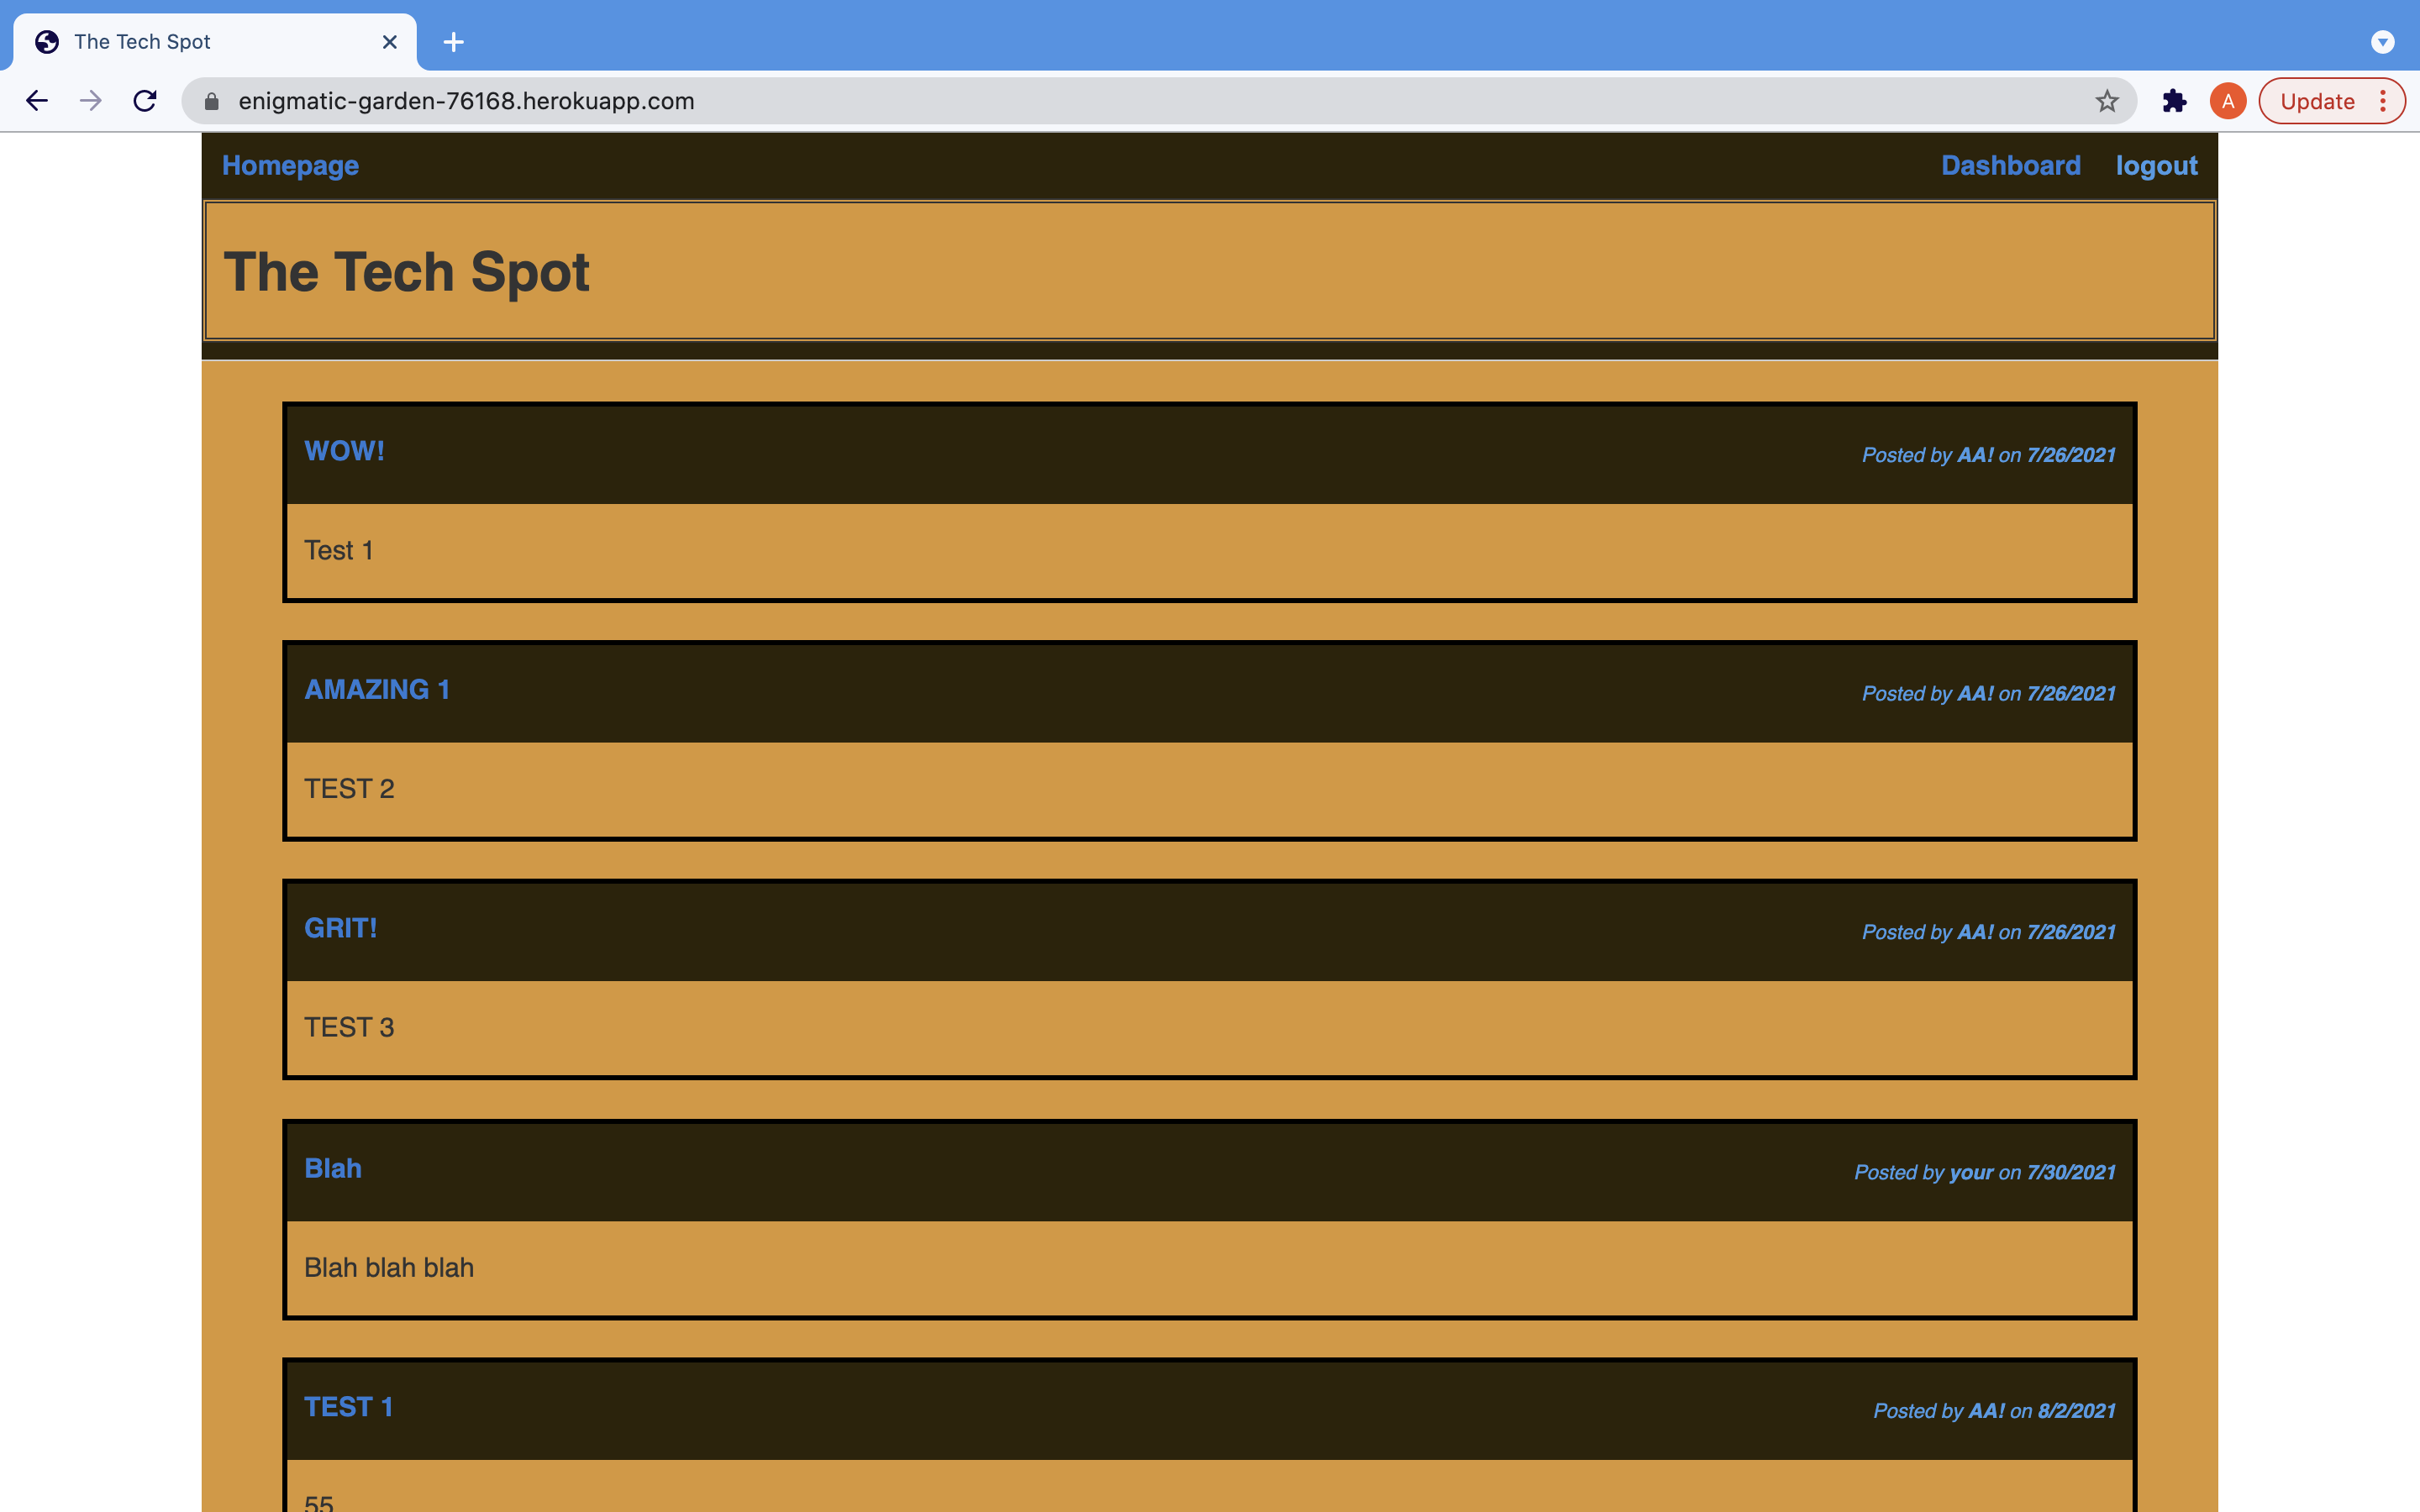 The Tech Spot
enigmatic-garden-76168.herokuapp.com
A
Update
Homepage
Dashboard
logout
The Tech Spot
WOW!
Posted by AA! on 7/26/2021
Test 1
AMAZING 1
Posted by AA! on 7/26/2021
TEST 2
GRIT!
Posted by AA! on 7/26/2021
TEST 3
Blah
Posted by your on 7/30/2021
Blah blah blah
TEST 1
Posted by AA! on 8/2/2021
55